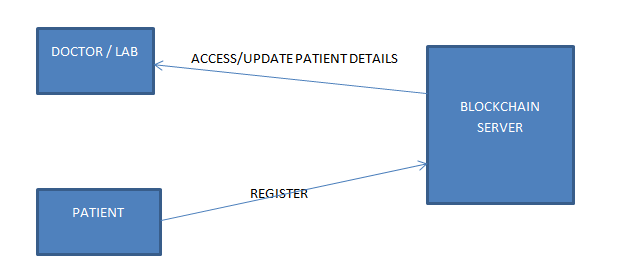 DOCTOR / LAB
ACCESS/UPDATE PATIENT DETAILS
BLOCKCHAIN
SERVER
REGISTER
PATIENT